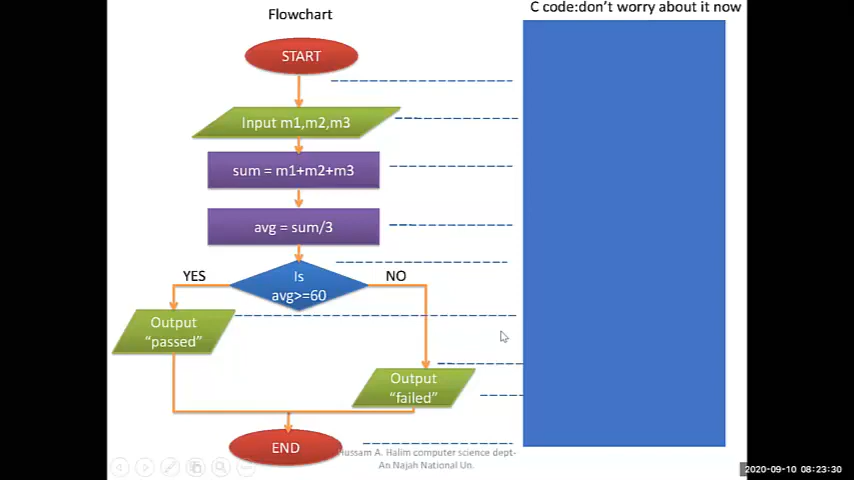 Flowchart
C code:don't worry about it now
START
Input m1,m2,m3
sum = m1+m2+m3
avg = sum/3
Is
avg>=60
YES
NO
Output
"passed"
Output
"failed"
END
Hussam A. Halim computer science dept-
An Najah National Un.
2020-09-10 08:23:30